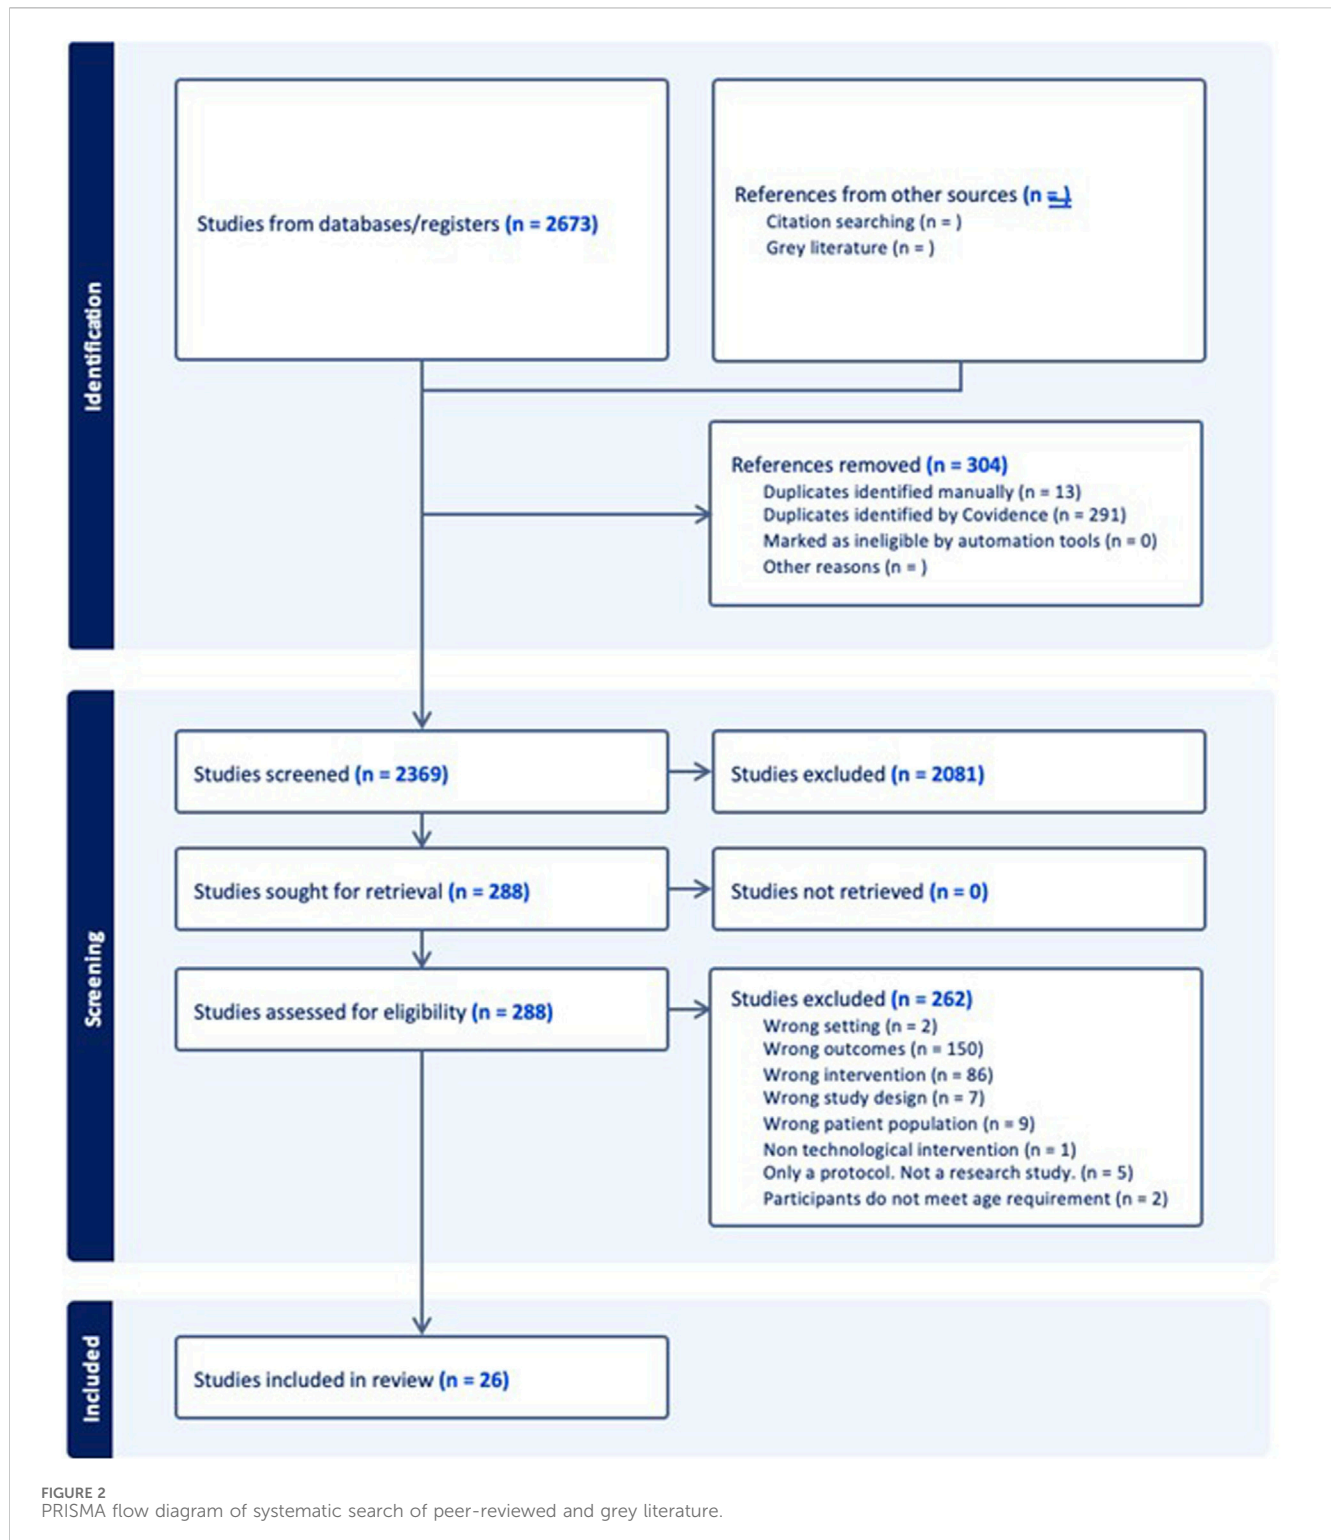 Identification
Studies from databases/registers (n = 2673)
References from other sources (n = )
Citation searching (n = )
Grey literature (n = )
References removed (n = 304)
Duplicates identified manually (n = 13)
Duplicates identified by Covidence (n = 291)
Marked as ineligible by automation tools (n = 0)
Other reasons (n = )
Screening
Studies screened (n = 2369)
Studies excluded (n = 2081)
Studies sought for retrieval (n = 288)
Studies not retrieved (n = 0)
Studies assessed for eligibility (n = 288)
Studies excluded (n = 262)
Wrong setting (n = 2)
Wrong outcomes (n = 150)
Wrong intervention (n = 86)
Wrong study design (n = 7)
Wrong patient population (n = 9)
Non technological intervention (n = 1)
Only a protocol. Not a research study. (n = 5)
Participants do not meet age requirement (n = 2)
Included
Studies included in review (n = 26)
FIGURE 2
PRISMA flow diagram of systematic search of peer-reviewed and grey literature.